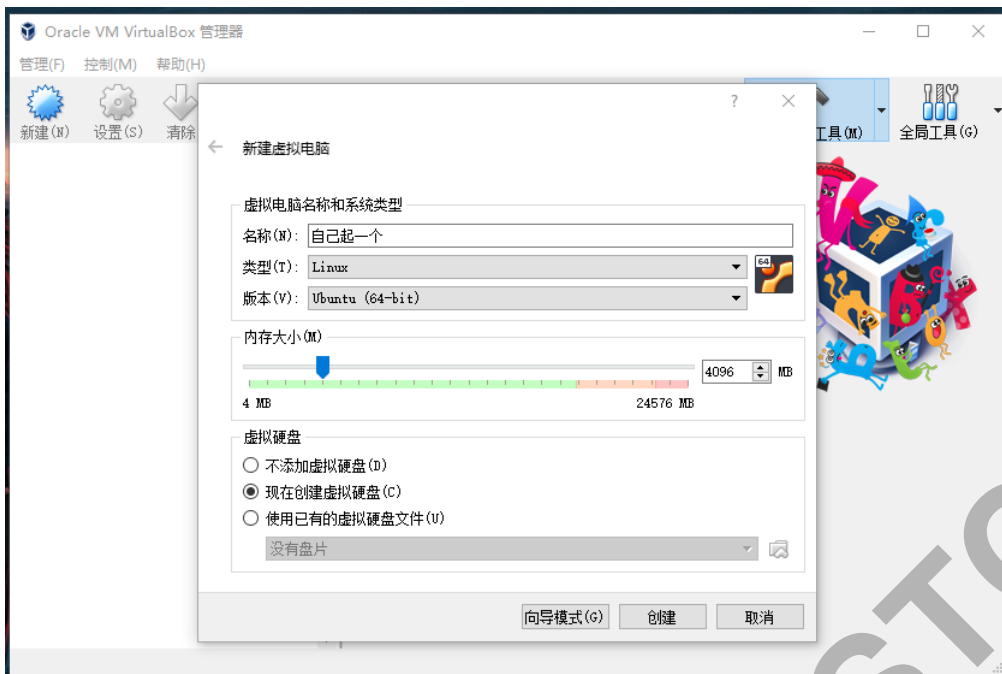 Oracle VM VirtualBox 管理器
管理(F) 控制(M) 帮助(H)
新建(N) 设置(S) 清除 工具(M) 全局工具(G)
?
新建虚拟电脑
虚拟电脑名称和系统类型
名称(N): 自己起一个
类型(T): Linux
64
版本(V): Ubuntu (64-bit)
内存大小(M)
4096 MB
4 MB 24576 MB
虚拟硬盘
不添加虚拟硬盘(D)
现在创建虚拟硬盘(C)
使用已有的虚拟硬盘文件(U)
没有盘片
向导模式(G) 创建 取消
STC